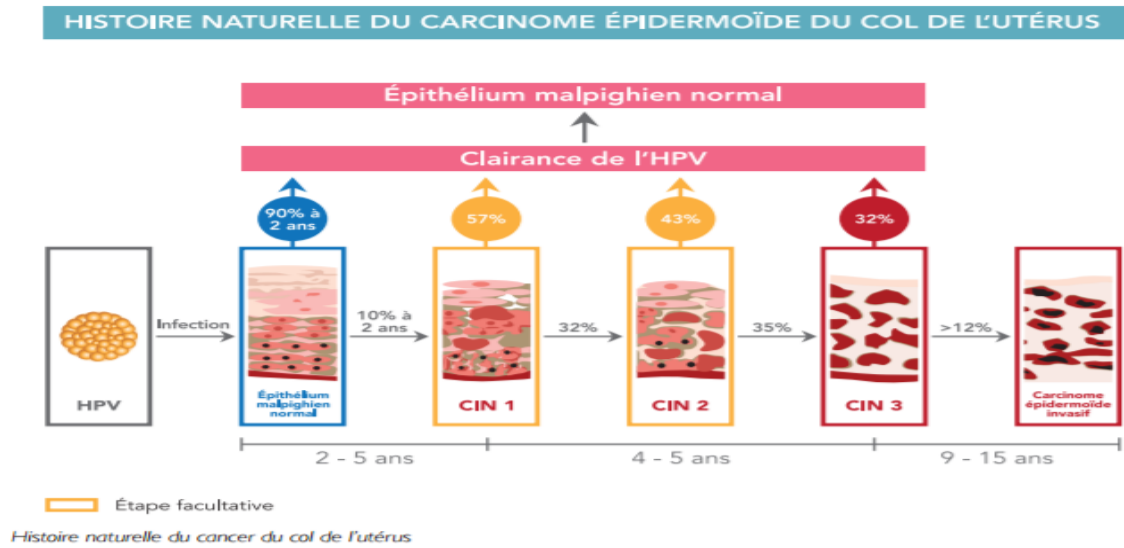 HISTOIRE NATURELLE DU CARCINOME ÉPIDERMOÏDE DU COL DE L'UTÉRUS
Épithélium malpighien normal
Clairance de l'HPV
90% à
2 ans
57%
43%
32%
Infection
10% à
2 ans
32%
35%
>12%
HPV
Épithélium
malpighien
normal
CIN 1
CIN 2
CIN 3
Carcinome
épidermoïde
invasif
2 - 5 ans
4 - 5 ans
9 - 15 ans
Étape facultative
Histoire naturelle du cancer du col de l'utérus